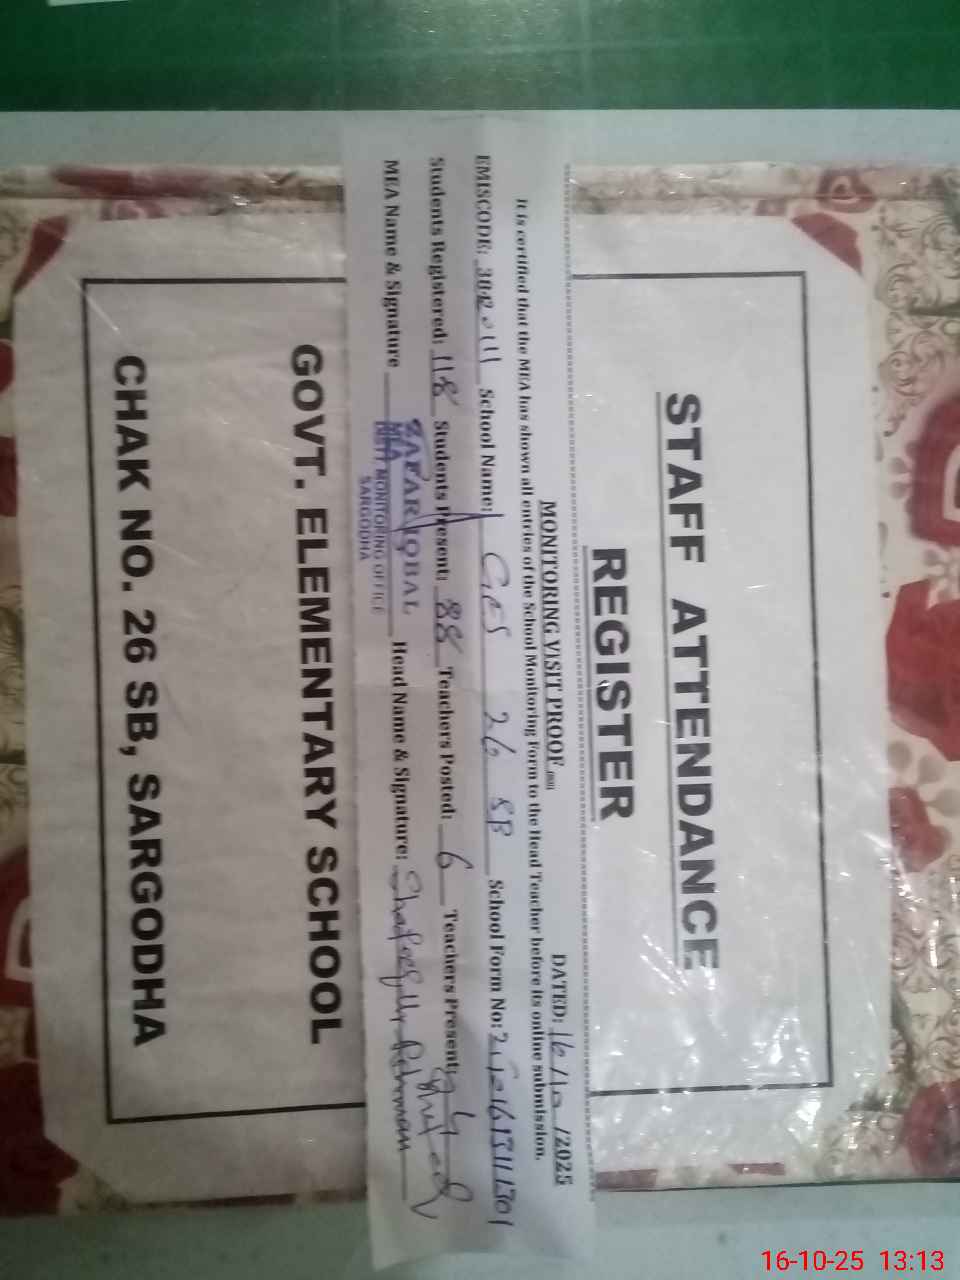 STAFF ATTENDANCE
REGISTER
MONITORING VISIT PROOF
DATED: 16/10/2025
It is certified that the MEA has shown all entries of the School Monitoring Form to the Head Teacher before its online submission.
EMISCODE: School Name: GES 26 SB School Form No:
Students Registered: 118 Students Present: 88 Teachers Posted: 6 Teachers Present: 4
MEA Name & Signature ZAFAR IQBAL Head Name & Signature: Rehman
MEA
DISTT MONITORING OFFICE
SARGODHA
GOVT. ELEMENTARY SCHOOL
CHAK NO. 26 SB, SARGODHA
16-10-25 13:13